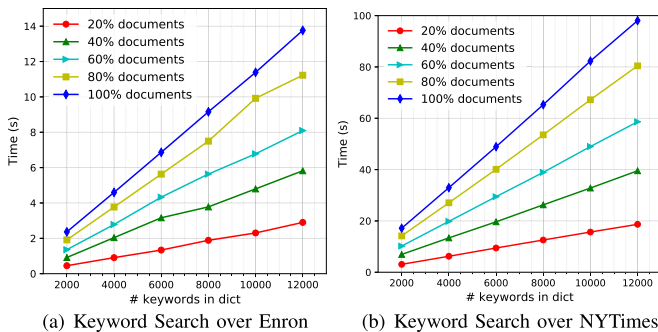 20% documents
40% documents
60% documents
80% documents
100% documents
14
12
10
8
6
4
2
0
Time (s)
2000 4000 6000 8000 10000 12000
# keywords in dict
(a) Keyword Search over Enron
20% documents
40% documents
60% documents
80% documents
100% documents
100
80
60
40
20
0
Time (s)
2000 4000 6000 8000 10000 12000
# keywords in dict
(b) Keyword Search over NYTimes